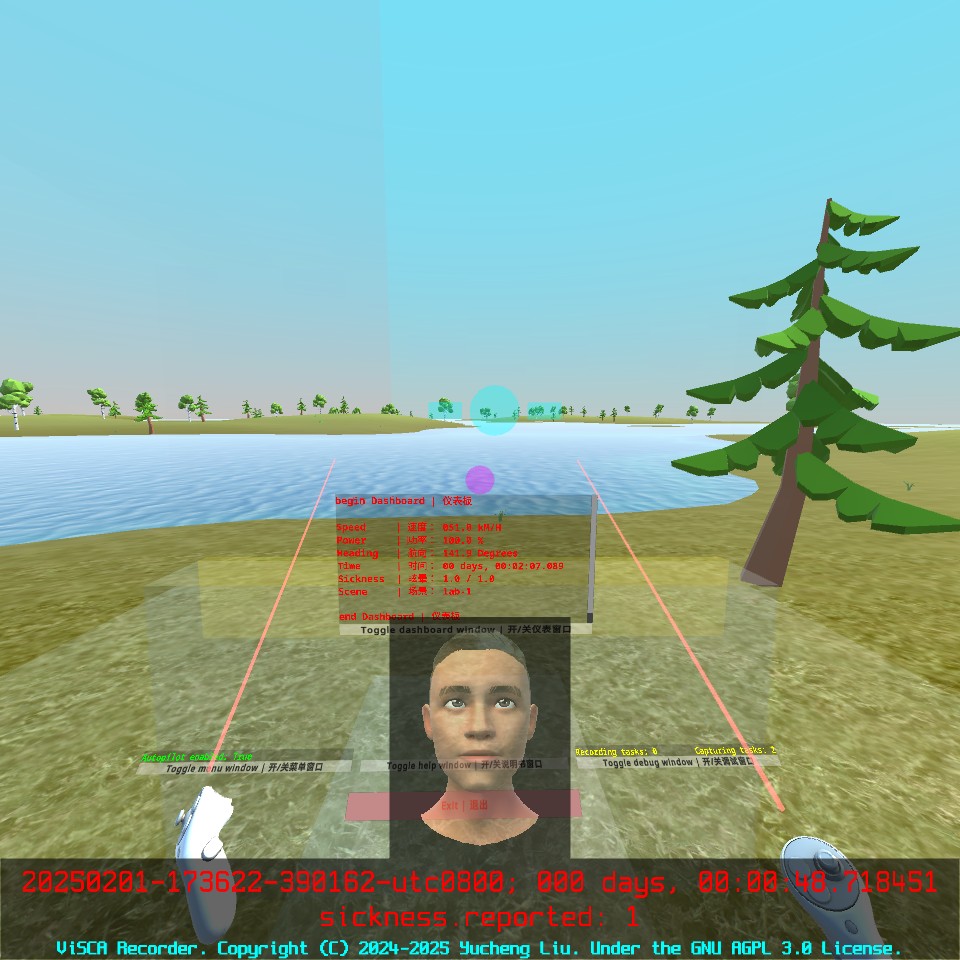 begin Dashboard | 仪表板
Speed | 速度: 051.0 kM/H
Power | 功率: 100.0 %
Heading | 航向: 141.8 Degrees
Time | 时间: 00 days, 00:02:07.089
Sickness | 眩晕: 1.0 / 1.0
Scene | 场景: lab-1
end Dashboard | 仪表板
Toggle dashboard window | 开/关仪表窗口
Autopilot enabled: True
Toggle menu window | 开/关菜单窗口
Toggle help window | 开/关说明书窗口
Recording tasks: 0 Capturing tasks: 2
Toggle debug window | 开/关调试窗口
Exit | 退出
20250201-173622-390162-utc0800; 000 days, 00:00:48.718451
sickness.reported: 1
ViSCA Recorder. Copyright (C) 2024-2025 Yucheng Liu. Under the GNU AGPL 3.0 License.